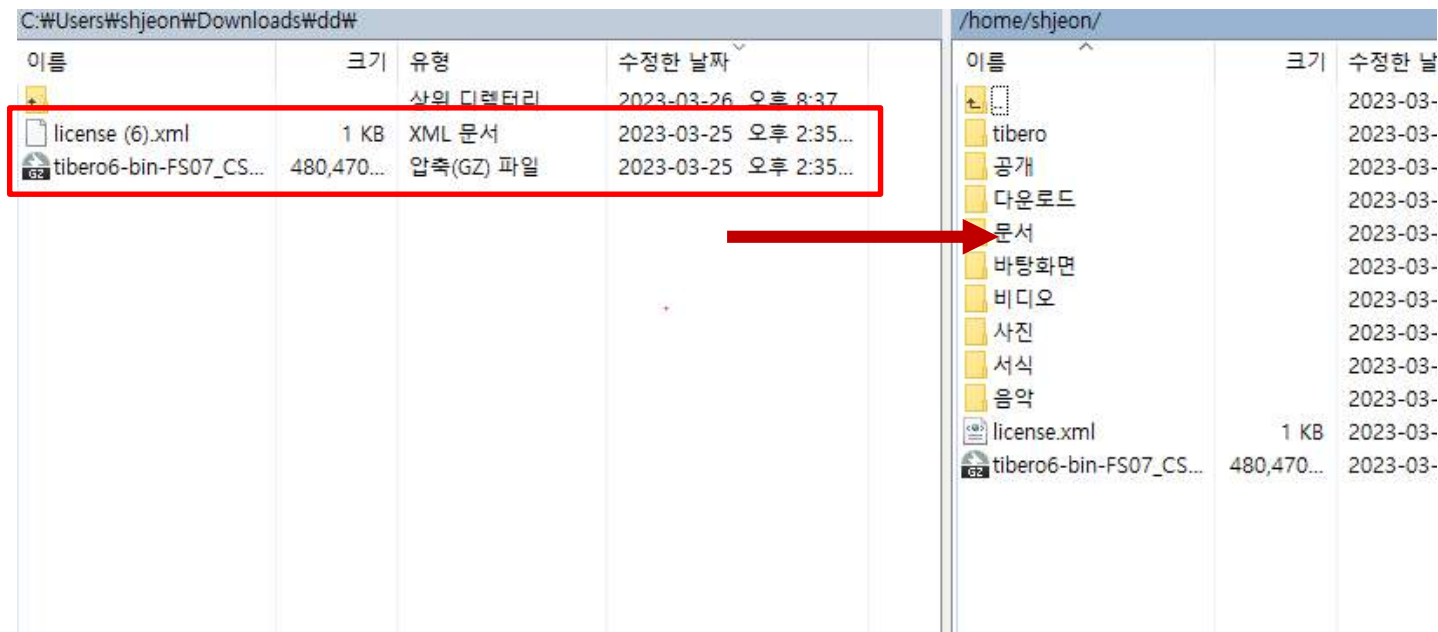 C:₩Users₩shjeon₩Downloads₩dd₩
이름 크기 유형 수정한 날짜
상위 디렉터리 2023-03-26 오후 8:37
license (6).xml 1 KB XML 문서 2023-03-25 오후 2:35...
tibero6-bin-FS07_CS... 480,470... 압축(GZ) 파일 2023-03-25 오후 2:35...
/home/shjeon/
이름 크기 수정한 날
.. 2023-03-
tibero 2023-03-
공개 2023-03-
다운로드 2023-03-
문서 2023-03-
바탕화면 2023-03-
비디오 2023-03-
사진 2023-03-
서식 2023-03-
음악 2023-03-
license.xml 1 KB 2023-03-
tibero6-bin-FS07_CS... 480,470... 2023-03-